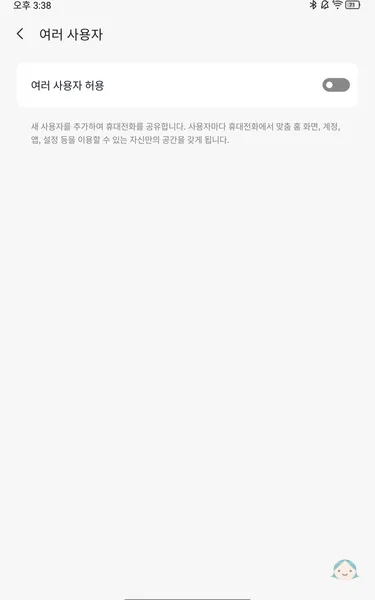 오후 3:38
여러 사용자
여러 사용자 허용
새 사용자를 추가하여 휴대전화를 공유합니다. 사용자마다 휴대전화에서 맞춤 홈 화면, 계정,
앱, 설정 등을 이용할 수 있는 자신만의 공간을 갖게 됩니다.